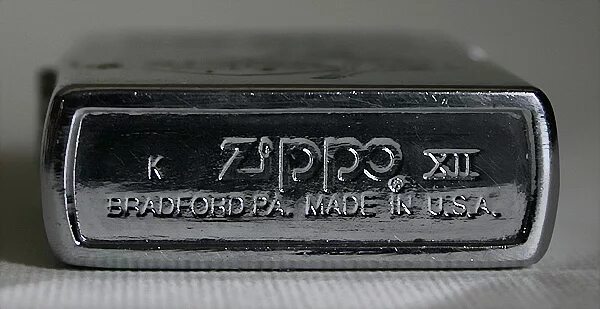 K Zippo® XII
BRADFORD PA. MADE IN U.S.A.